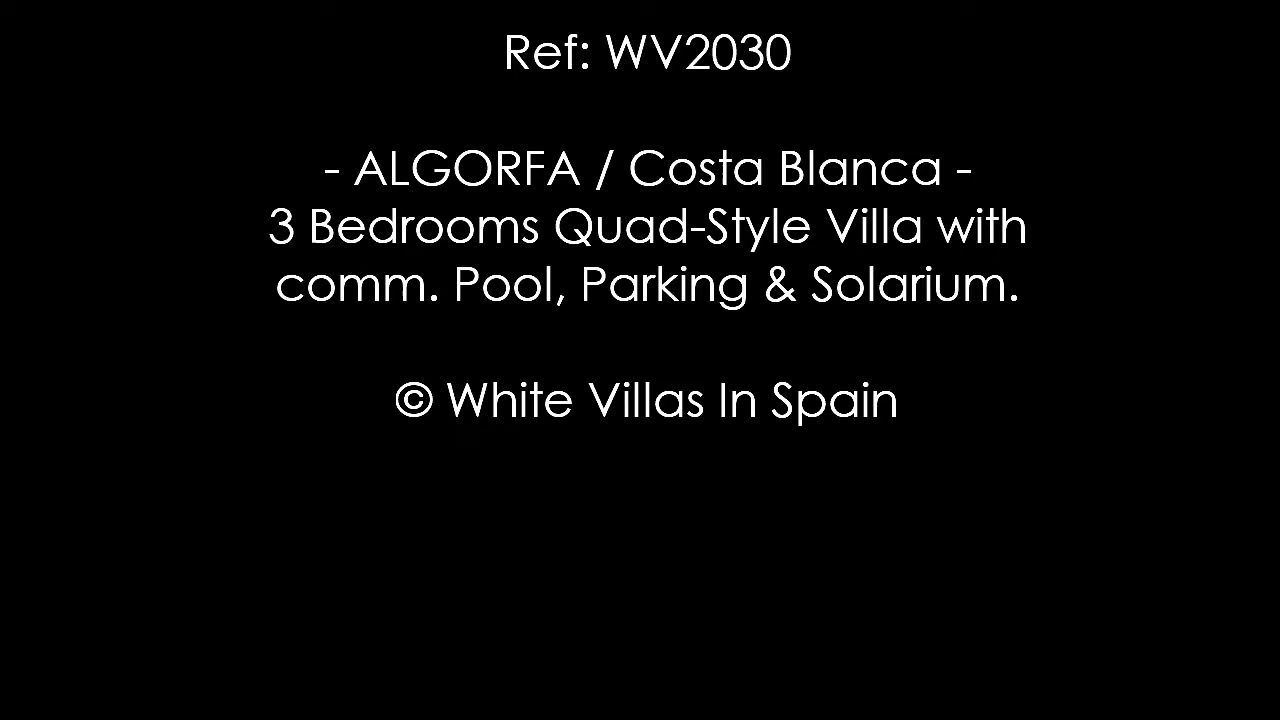 Ref: WV2030
- ALGORFA / Costa Blanca -
3 Bedrooms Quad-Style Villa with
comm. Pool, Parking & Solarium.
© White Villas In Spain